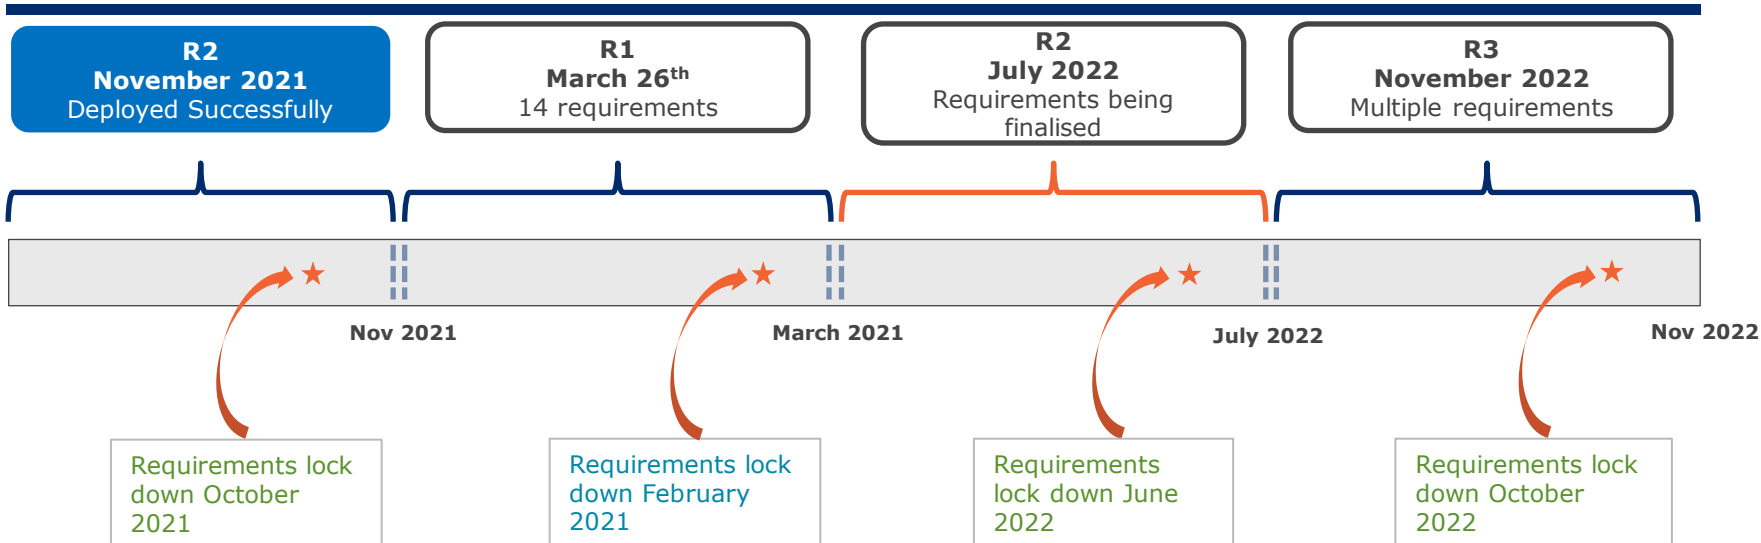 R2
November 2021
Deployed Successfully
R1
March 26th
14 requirements
R2
July 2022
Requirements being
finalised
R3
November 2022
Multiple requirements
Nov 2021
March 2021
July 2022
Nov 2022
Requirements lock
down October
2021
Requirements lock
down February
2021
Requirements
lock down June
2022
Requirements lock
down October
2022